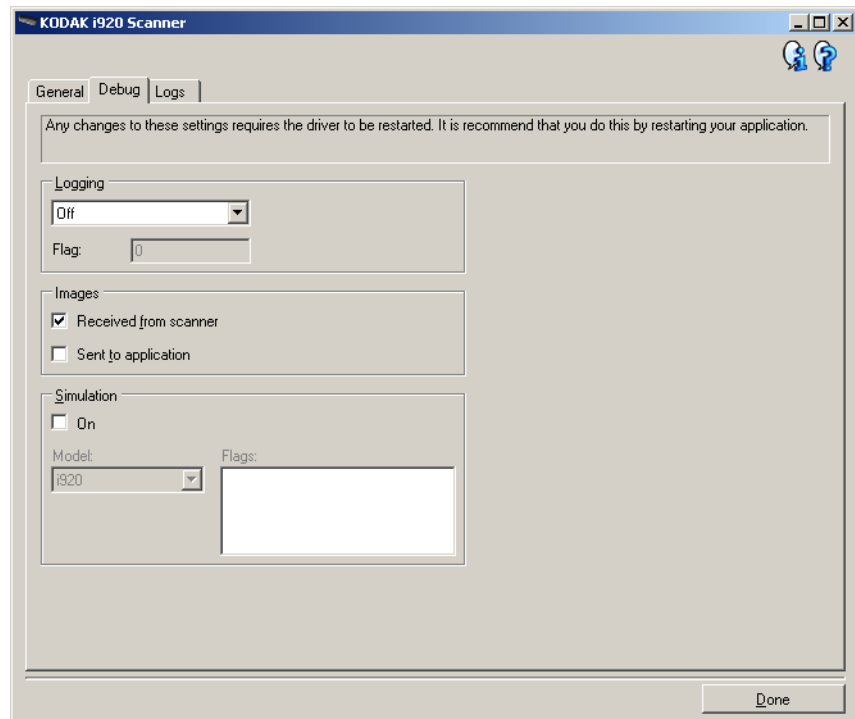 KODAK i920 Scanner
General Debug Logs
Any changes to these settings requires the driver to be restarted. It is recommend that you do this by restarting your application.
Logging
Off
Flag: 0
Images
Received from scanner
Sent to application
Simulation
On
Model: Flags:
i920
Done